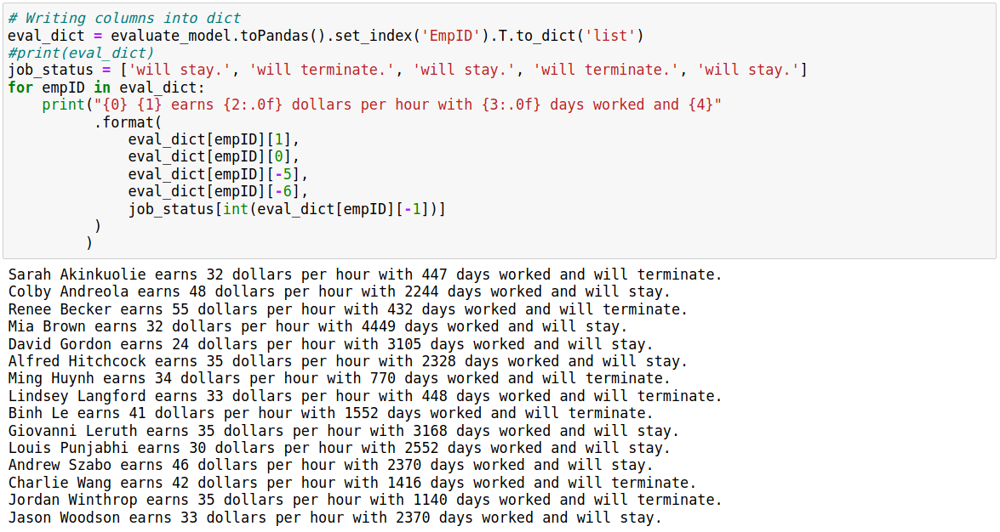 # Writing columns into dict
eval_dict = evaluate_model.toPandas().set_index('EmpID').T.to_dict('list')
#print(eval_dict)
job_status = ['will stay.', 'will terminate.', 'will stay.', 'will terminate.', 'will stay.']
for empID in eval_dict:
    print("{0} {1} earns {2:.0f} dollars per hour with {3:.0f} days worked and {4}"
          .format(
              eval_dict[empID][1],
              eval_dict[empID][0],
              eval_dict[empID][-5],
              eval_dict[empID][-6],
              job_status[int(eval_dict[empID][-1])]
          )
         )
Sarah Akinkuolie earns 32 dollars per hour with 447 days worked and will terminate.
Colby Andreola earns 48 dollars per hour with 2244 days worked and will stay.
Renee Becker earns 55 dollars per hour with 432 days worked and will terminate.
Mia Brown earns 32 dollars per hour with 4449 days worked and will stay.
David Gordon earns 24 dollars per hour with 3105 days worked and will stay.
Alfred Hitchcock earns 35 dollars per hour with 2328 days worked and will stay.
Ming Huynh earns 34 dollars per hour with 770 days worked and will terminate.
Lindsey Langford earns 33 dollars per hour with 448 days worked and will terminate.
Binh Le earns 41 dollars per hour with 1552 days worked and will terminate.
Giovanni Leruth earns 35 dollars per hour with 3168 days worked and will stay.
Louis Punjabhi earns 30 dollars per hour with 2552 days worked and will stay.
Andrew Szabo earns 46 dollars per hour with 2370 days worked and will stay.
Charlie Wang earns 42 dollars per hour with 1416 days worked and will terminate.
Jordan Winthrop earns 35 dollars per hour with 1140 days worked and will terminate.
Jason Woodson earns 33 dollars per hour with 2370 days worked and will stay.